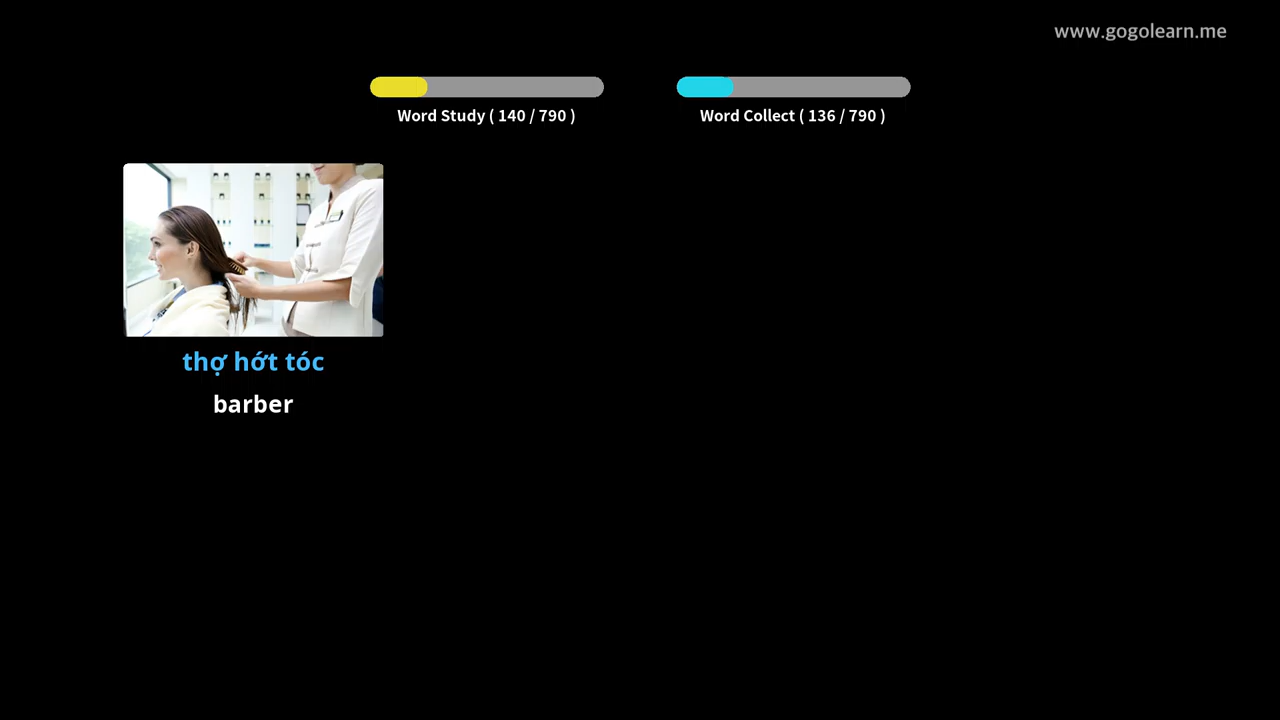 www.gogolearn.me
Word Study ( 140 / 790 )
Word Collect ( 136 / 790 )
thợ hớt tóc
barber